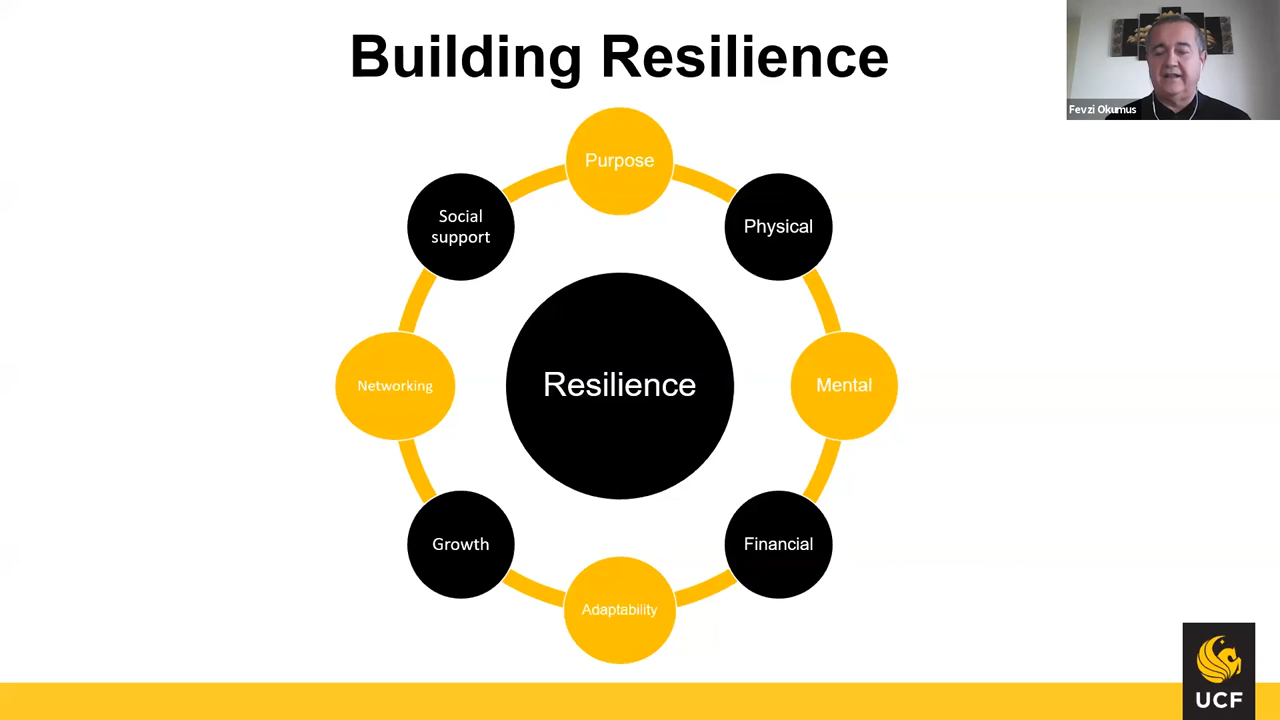 Building Resilience
Fevzi Okumus
Purpose
Physical
Mental
Financial
Adaptability
Growth
Networking
Social
support
Resilience
UCF